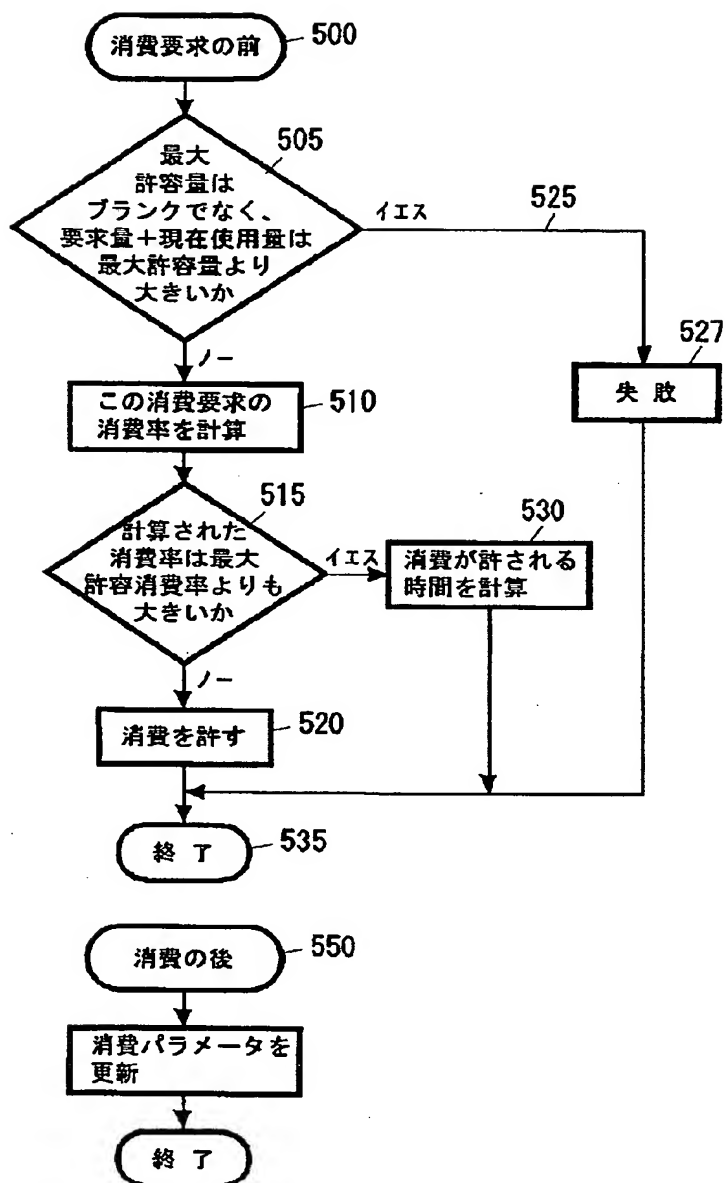 消費要求の前
500
505
最大
許容量は
ブランクでなく、
要求量+現在使用量は
最大許容量より
大きいか
イエス
525
ノー
527
失敗
この消費要求の
消費率を計算
510
515
計算された
消費率は最大
許容消費率よりも
大きいか
イエス
530
消費が許される
時間を計算
ノー
消費を許す
520
終了
535
消費の後
550
消費パラメータを
更新
終了